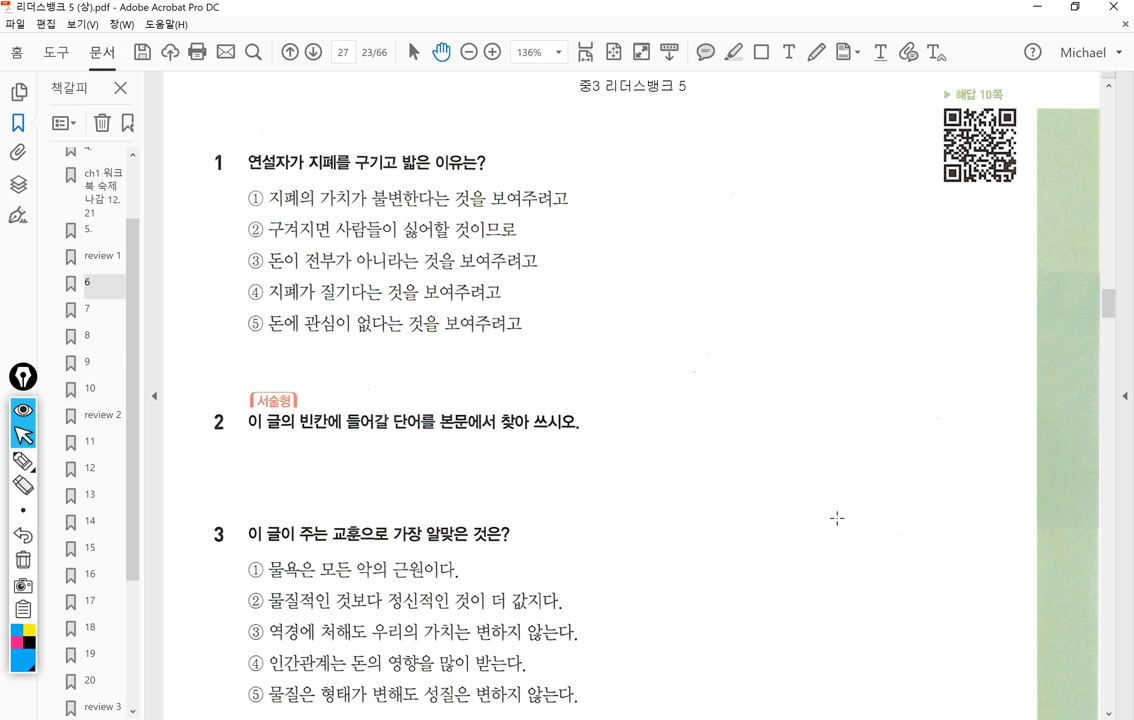 리더스뱅크 5 (상).pdf - Adobe Acrobat Pro DC
파일 편집 보기(V) 창(W) 도움말(H)
홈 도구 문서 27 23/66 136% Michael
책갈피
4.
ch1 워크
북 숙제
나감 12.
21
5.
review 1
6
7
8
9
10
review 2
11
12
13
14
15
16
17
18
19
20
review 3
중3 리더스뱅크 5
▶ 해답 10쪽
1 연설자가 지폐를 구기고 밟은 이유는?
① 지폐의 가치가 불변한다는 것을 보여주려고
② 구겨지면 사람들이 싫어할 것이므로
③ 돈이 전부가 아니라는 것을 보여주려고
④ 지폐가 질기다는 것을 보여주려고
⑤ 돈에 관심이 없다는 것을 보여주려고
서술형
2 이 글의 빈칸에 들어갈 단어를 본문에서 찾아 쓰시오.
3 이 글이 주는 교훈으로 가장 알맞은 것은?
① 물욕은 모든 악의 근원이다.
② 물질적인 것보다 정신적인 것이 더 값지다.
③ 역경에 처해도 우리의 가치는 변하지 않는다.
④ 인간관계는 돈의 영향을 많이 받는다.
⑤ 물질은 형태가 변해도 성질은 변하지 않는다.